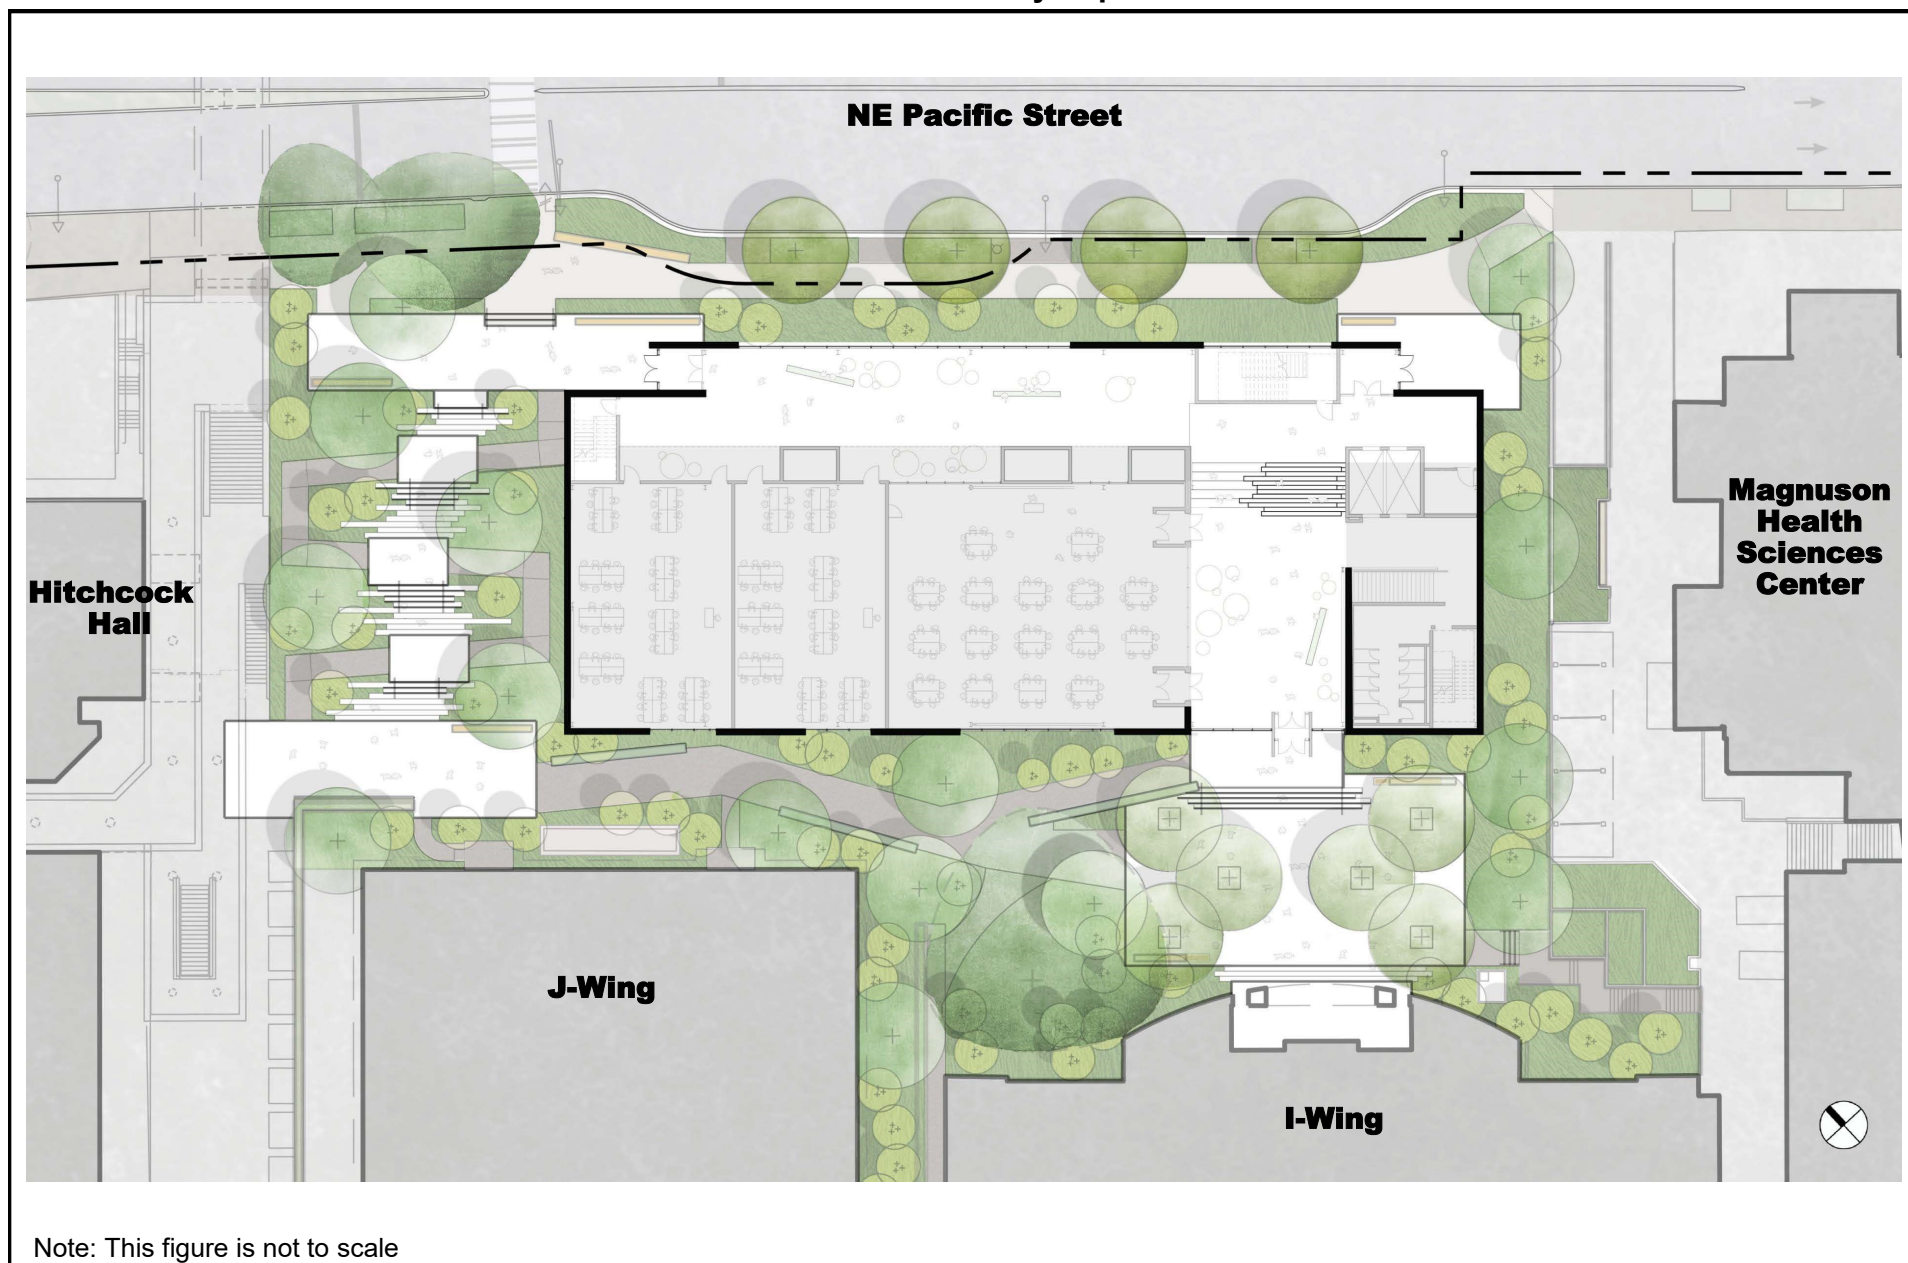 NE Pacific Street
Magnuson
Health
Sciences
Center
Hitchcock
Hall
J-Wing
I-Wing
Note: This figure is not to scale